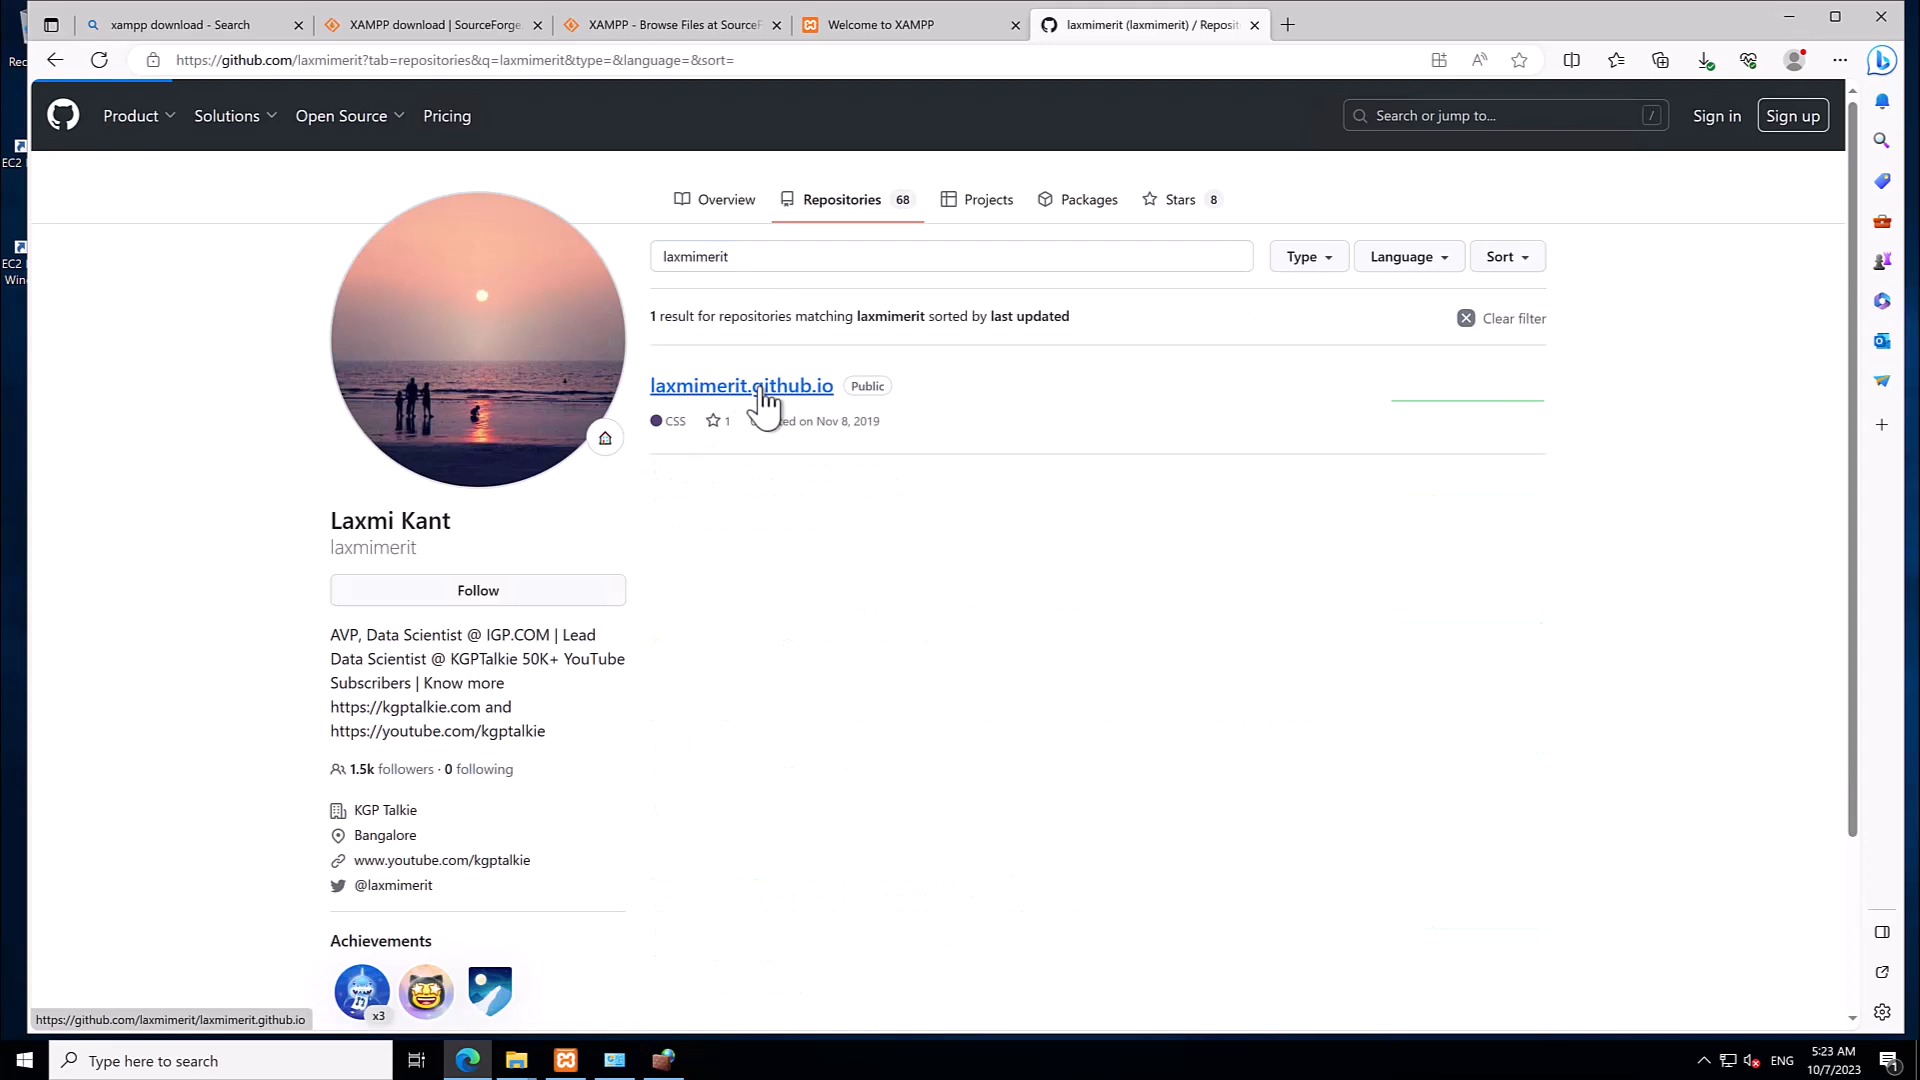 xampp download - Search
XAMPP download | SourceForge.
XAMPP - Browse Files at SourceF
Welcome to XAMPP
laxmimerit (laxmimerit) / Reposit
https://github.com/laxmimerit?tab=repositories&q=laxmimerit&type=&language=&sort=
Product
Solutions
Open Source
Pricing
Search or jump to...
/
Sign in
Sign up
Overview
Repositories 68
Projects
Packages
Stars 8
laxmimerit
Type
Language
Sort
1 result for repositories matching laxmimerit sorted by last updated
Clear filter
laxmimerit.github.io Public
CSS 1 ed on Nov 8, 2019
Laxmi Kant
laxmimerit
Follow
AVP, Data Scientist @ IGP.COM | Lead
Data Scientist @ KGPTalkie 50K+ YouTube
Subscribers | Know more
https://kgptalkie.com and
https://youtube.com/kgptalkie
1.5k followers · 0 following
KGP Talkie
Bangalore
www.youtube.com/kgptalkie
@laxmimerit
Achievements
x3
https://github.com/laxmimerit/laxmimerit.github.io
Rec
EC2
EC2
Win
Type here to search
ENG
5:23 AM
10/7/2023
1